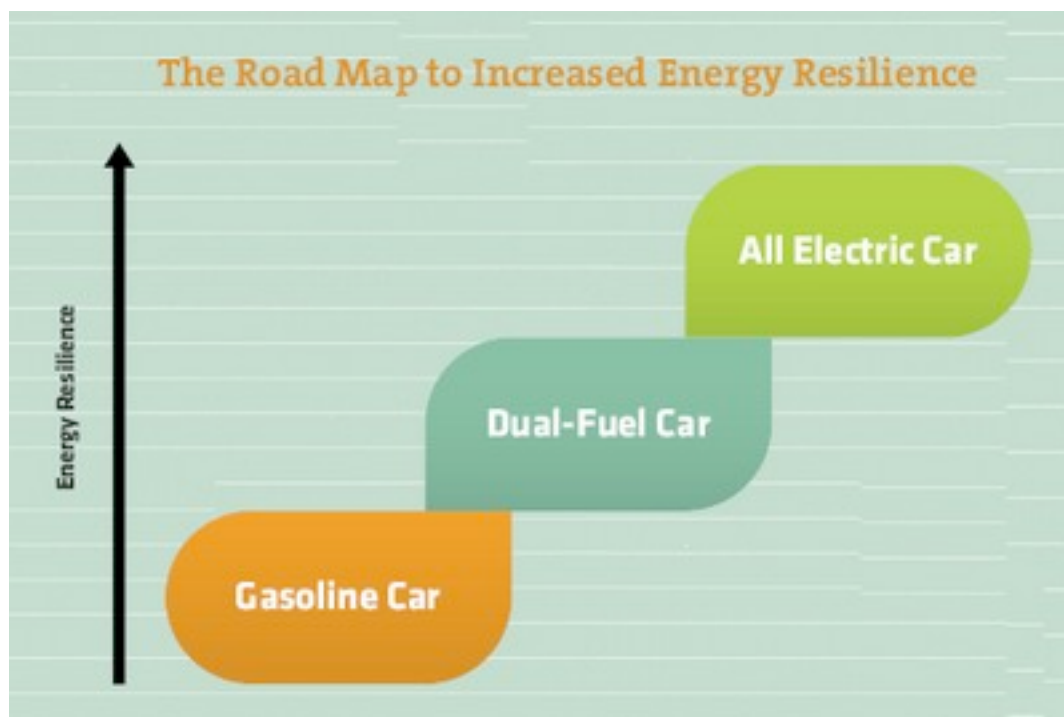 The Road Map to Increased Energy Resilience
Energy Resilience
All Electric Car
Dual-Fuel Car
Gasoline Car